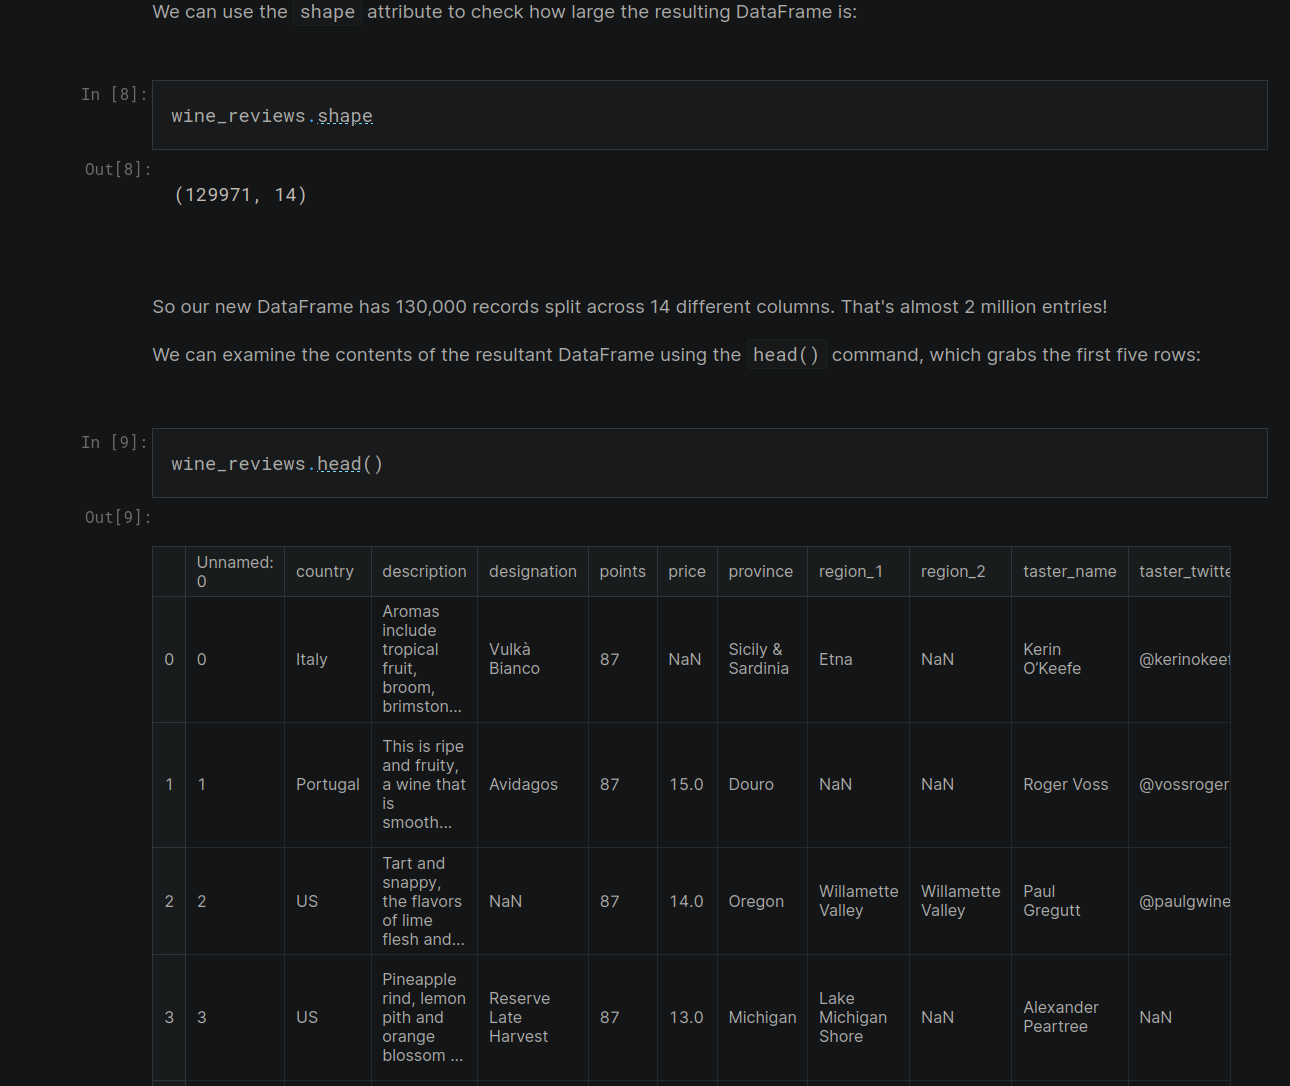 We can use the shape attribute to check how large the resulting DataFrame is:
In [8]:
wine_reviews.shape
Out[8]:
(129971, 14)
So our new DataFrame has 130,000 records split across 14 different columns. That's almost 2 million entries!
We can examine the contents of the resultant DataFrame using the head() command, which grabs the first five rows:
In [9]:
wine_reviews.head()
Out[9]:
Unnamed: 0 country description designation points price province region_1 region_2 taster_name taster_twitte
0 0 Italy Aromas include tropical fruit, broom, brimston... Vulkà Bianco 87 NaN Sicily & Sardinia Etna NaN Kerin O'Keefe @kerinokeef
1 1 Portugal This is ripe and fruity, a wine that is smooth... Avidagos 87 15.0 Douro NaN NaN Roger Voss @vossroger
2 2 US Tart and snappy, the flavors of lime flesh and... NaN 87 14.0 Oregon Willamette Valley Willamette Valley Paul Gregutt @paulgwine
3 3 US Pineapple rind, lemon pith and orange blossom ... Reserve Late Harvest 87 13.0 Michigan Lake Michigan Shore NaN Alexander Peartree NaN